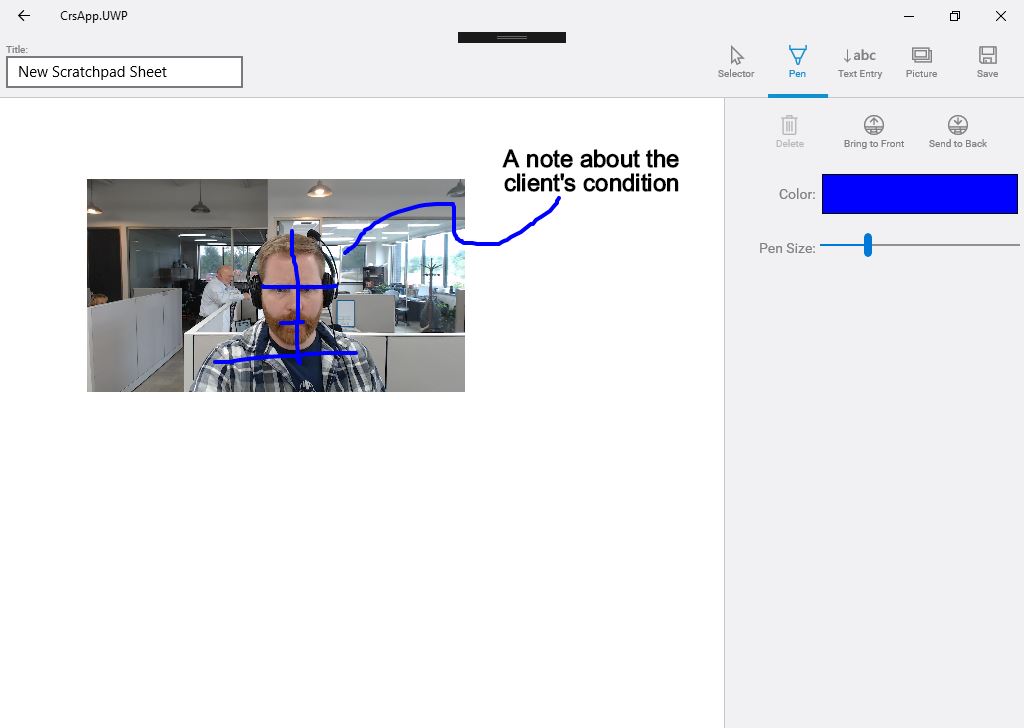 CrsApp.UWP
Title:
New Scratchpad Sheet
Selector
Pen
↓abc
Text Entry
Picture
Save
Delete
Bring to Front
Send to Back
Color:
Pen Size:
A note about the
client's condition